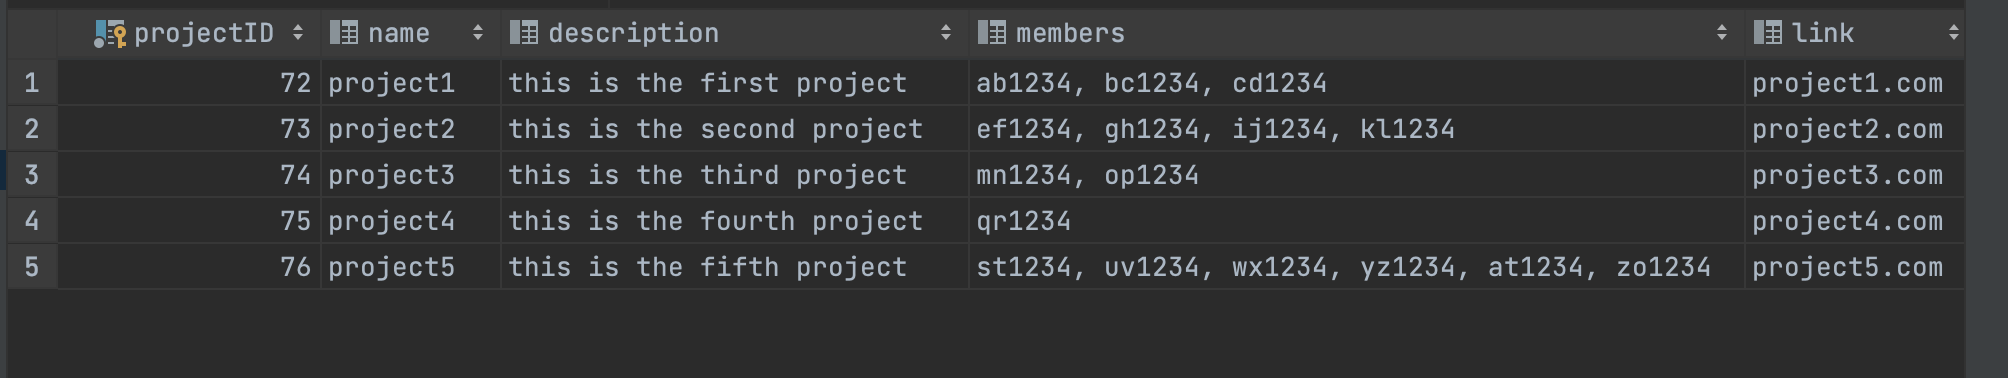 projectID name description members link
1 72 project1 this is the first project ab1234, bc1234, cd1234 project1.com
2 73 project2 this is the second project ef1234, gh1234, ij1234, kl1234 project2.com
3 74 project3 this is the third project mn1234, op1234 project3.com
4 75 project4 this is the fourth project qr1234 project4.com
5 76 project5 this is the fifth project st1234, uv1234, wx1234, yz1234, at1234, zo1234 project5.com